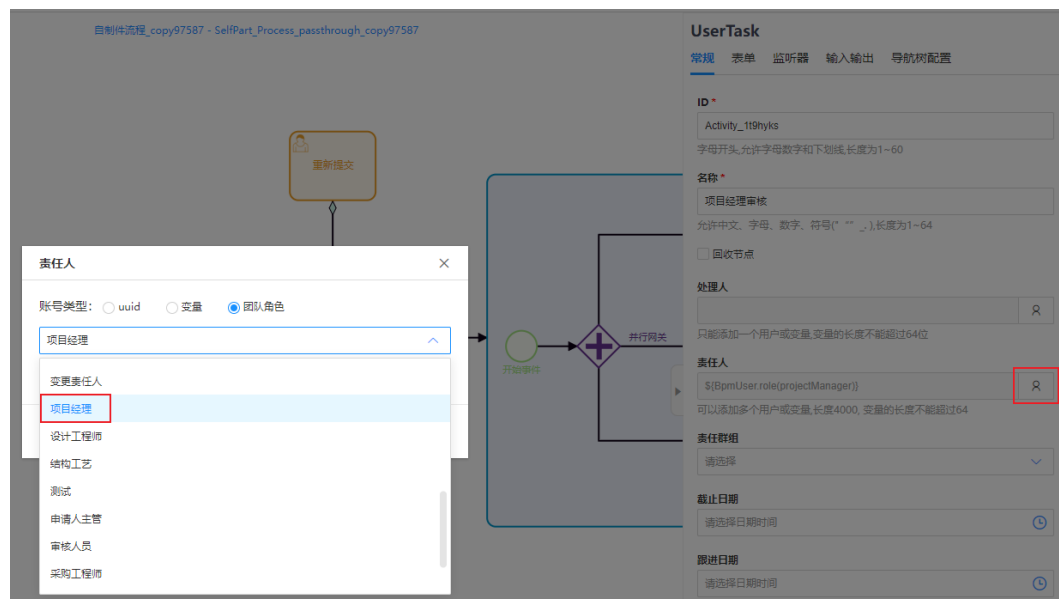 自制件流程_copy97587 - SelfPart_Process_passthrough_copy97587
重新提交
开始事件
并行网关
责任人
账号类型： uuid 变量 团队角色
项目经理
变更责任人
项目经理
设计工程师
结构工艺
测试
申请人主管
审核人员
采购工程师
UserTask
常规 表单 监听器 输入输出 导航树配置
ID *
Activity_1t9hyks
字母开头,允许字母数字和下划线,长度为1~60
名称 *
项目经理审核
允许中文、字母、数字、符号(" "" _. ),长度为1~64
回收节点
处理人
只能添加一个用户或变量,变量的长度不能超过64位
责任人
${BpmUser.role(projectManager)}
可以添加多个用户或变量,长度4000, 变量的长度不能超过64
责任群组
请选择
截止日期
请选择日期时间
跟进日期
请选择日期时间